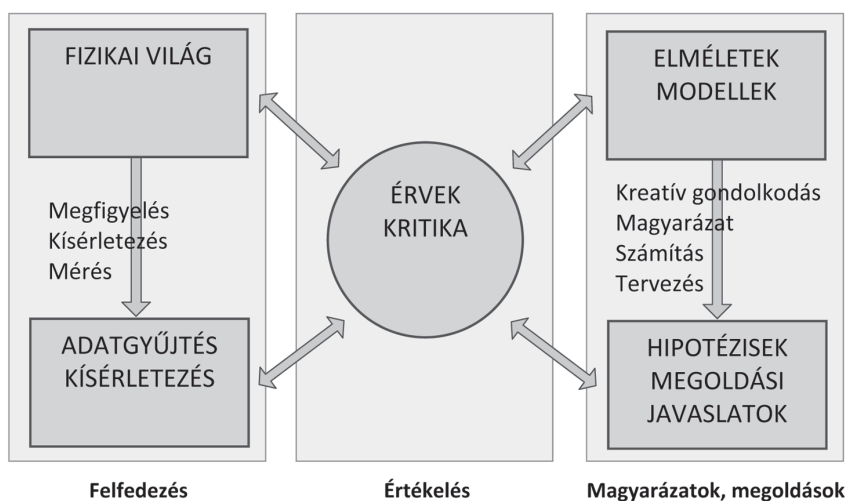 FIZIKAI VILÁG
Megfigyelés
Kísérletezés
Mérés
ADATGYŰJTÉS
KÍSÉRLETEZÉS
Felfedezés
ÉRVEK
KRITIKA
Értékelés
ELMÉLETEK
MODELLEK
Kreatív gondolkodás
Magyarázat
Számítás
Tervezés
HIPOTÉZISEK
MEGOLDÁSI
JAVASLATOK
Magyarázatok, megoldások